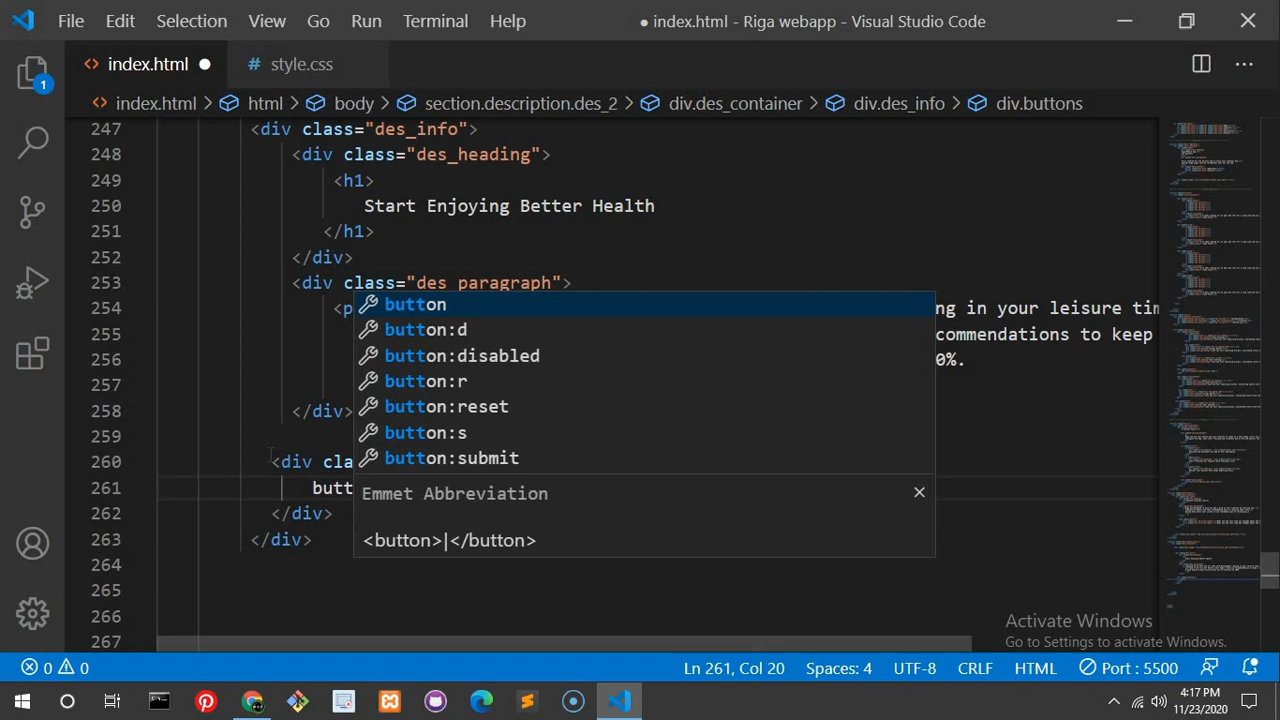 File Edit Selection View Go Run Terminal Help
● index.html - Riga webapp - Visual Studio Code
index.html ●
style.css
1
index.html > html > body > section.description.des_2 > div.des_container > div.des_info > div.buttons
247 <div class="des_info">
248 <div class="des_heading">
249 <h1>
250 Start Enjoying Better Health
251 </h1>
252 </div>
253 <div class="des_paragraph">
254 <p ng in your leisure tim
255 commendations to keep
256 0%.
257
258 </div>
259
260 <div cla
261 butt
262 </div>
263 </div>
264
265
266
267
button
button:d
button:disabled
button:r
button:reset
button:s
button:submit
Emmet Abbreviation
<button>|</button>
Activate Windows
Go to Settings to activate Windows.
0 0 Ln 261, Col 20 Spaces: 4 UTF-8 CRLF HTML Port : 5500
4:17 PM
11/23/2020